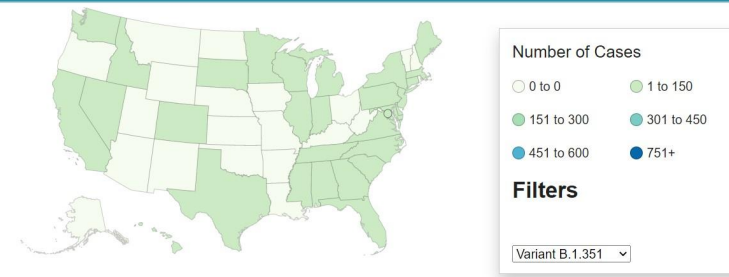 Number of Cases
0 to 0
1 to 150
151 to 300
301 to 450
451 to 600
751+
Filters
Variant B.1.351